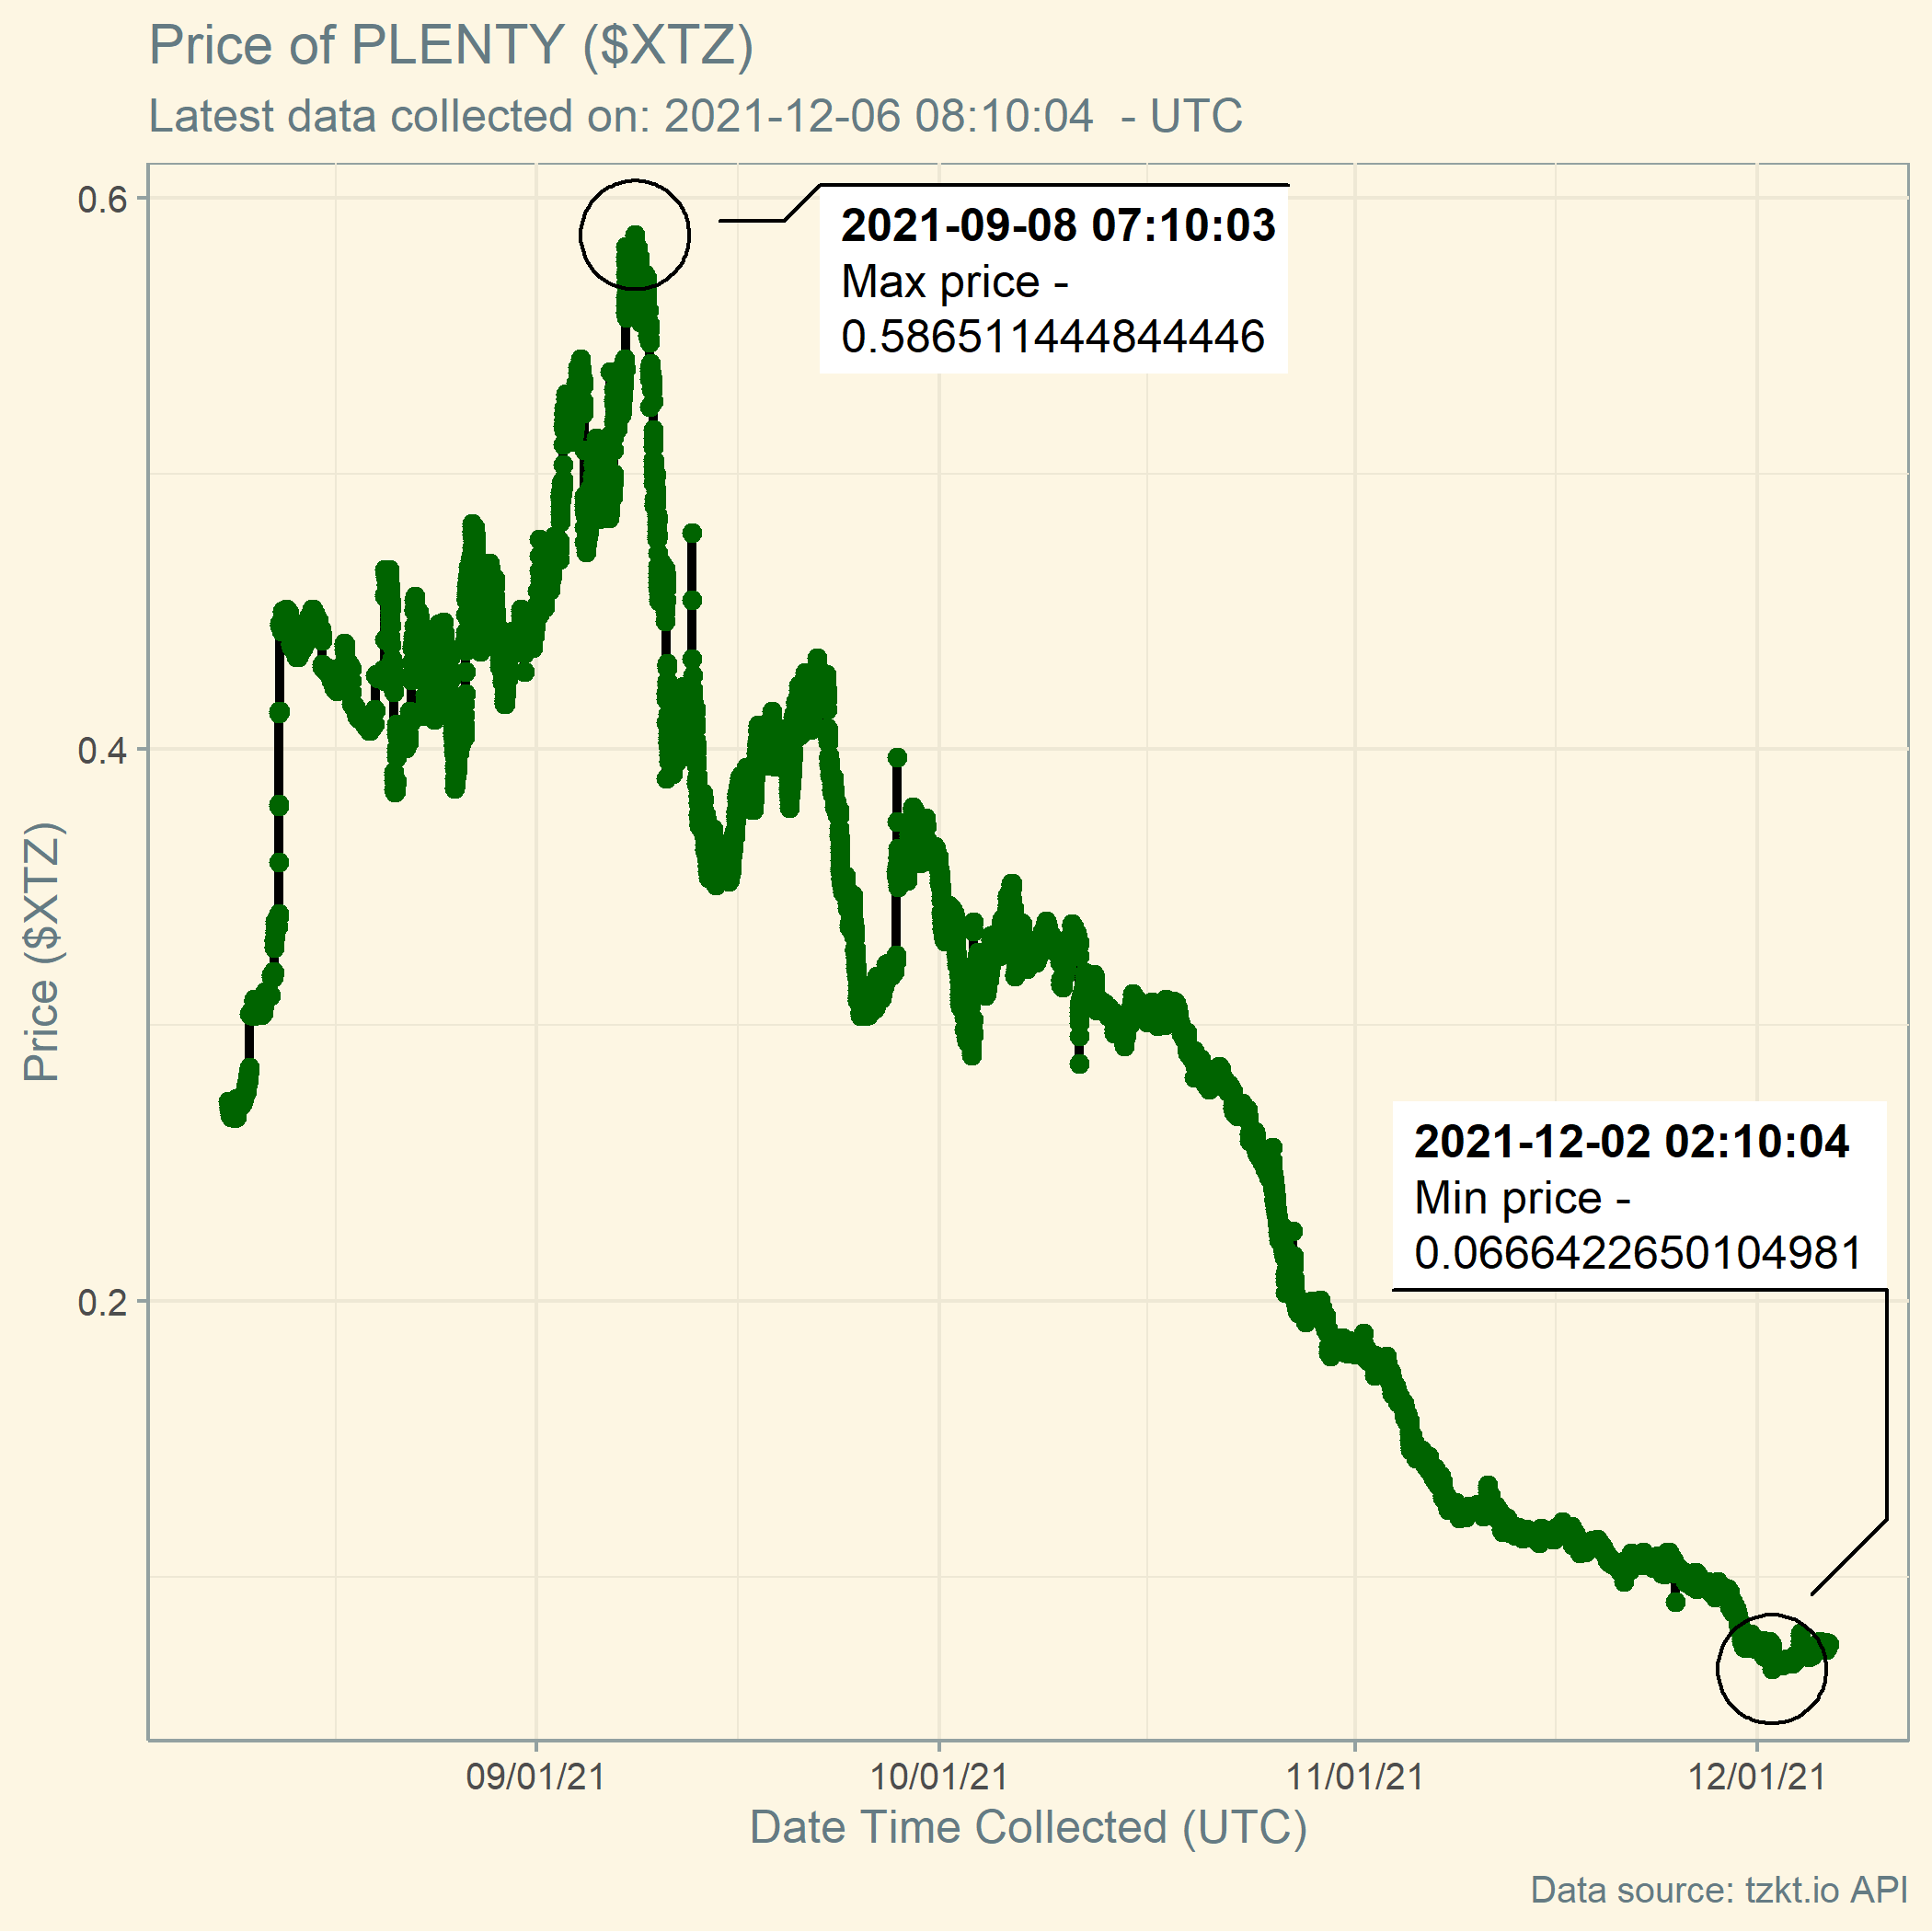 Price of PLENTY ($XTZ)
Latest data collected on: 2021-12-06 08:10:04  - UTC
0.6
2021-09-08 07:10:03
Max price -
0.586511444844446
0.4
Price ($XTZ)
2021-12-02 02:10:04
Min price -
0.0666422650104981
0.2
09/01/21
10/01/21
11/01/21
12/01/21
Date Time Collected (UTC)
Data source: tzkt.io API